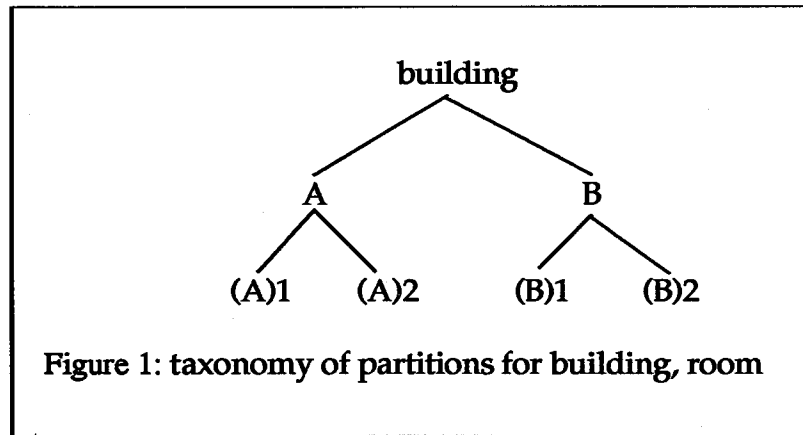 building
A B
(A)1 (A)2 (B)1 (B)2
Figure 1: taxonomy of partitions for building, room